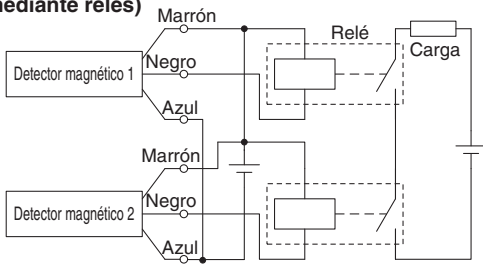 mediante relés)
Marrón
Relé
Carga
Detector magnético 1
Negro
Azul
Marrón
Negro
Detector magnético 2
Azul